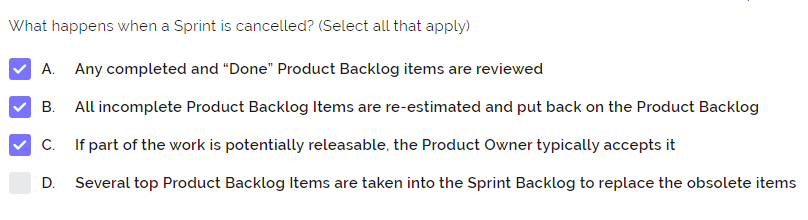 What happens when a Sprint is cancelled? (Select all that apply)
A. Any completed and “Done” Product Backlog items are reviewed
B. All incomplete Product Backlog Items are re-estimated and put back on the Product Backlog
C. If part of the work is potentially releasable, the Product Owner typically accepts it
D. Several top Product Backlog Items are taken into the Sprint Backlog to replace the obsolete items